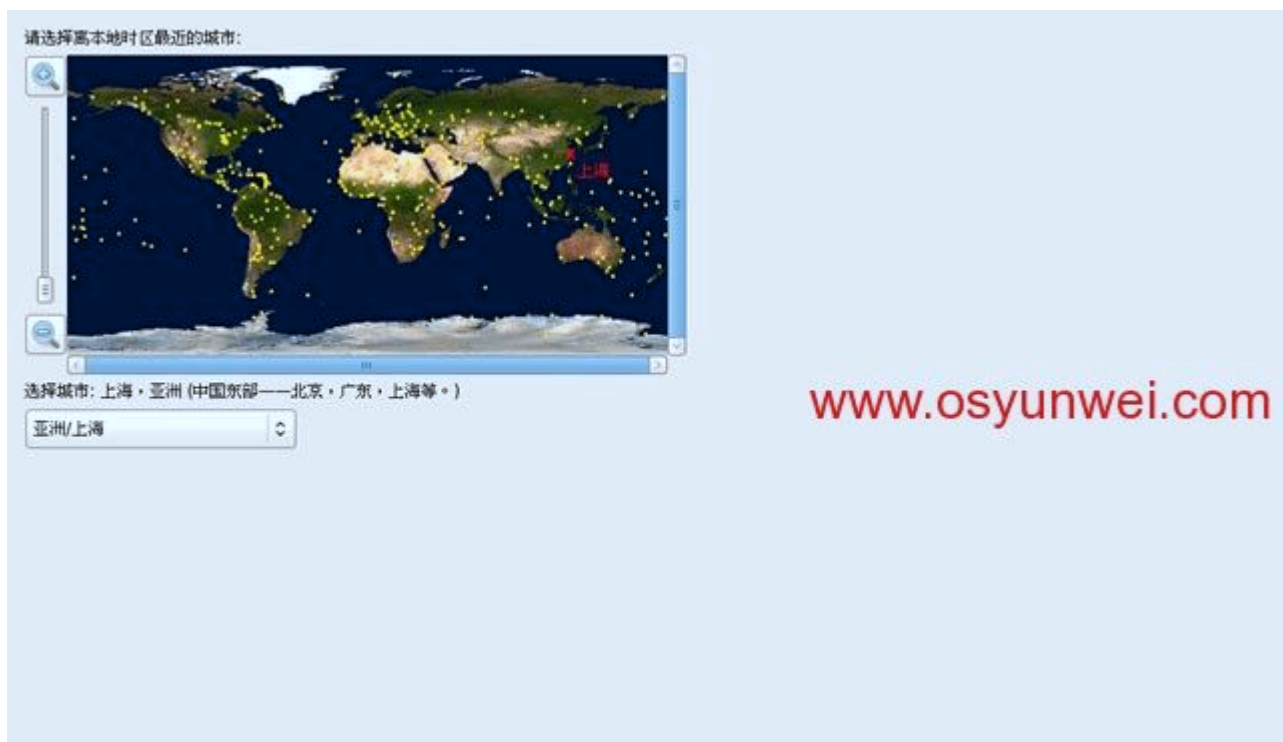 请选择离本地时区最近的城市:
上海
选择城市: 上海，亚洲 (中国东部——北京，广东，上海等。)
亚洲/上海
www.osyunwei.com